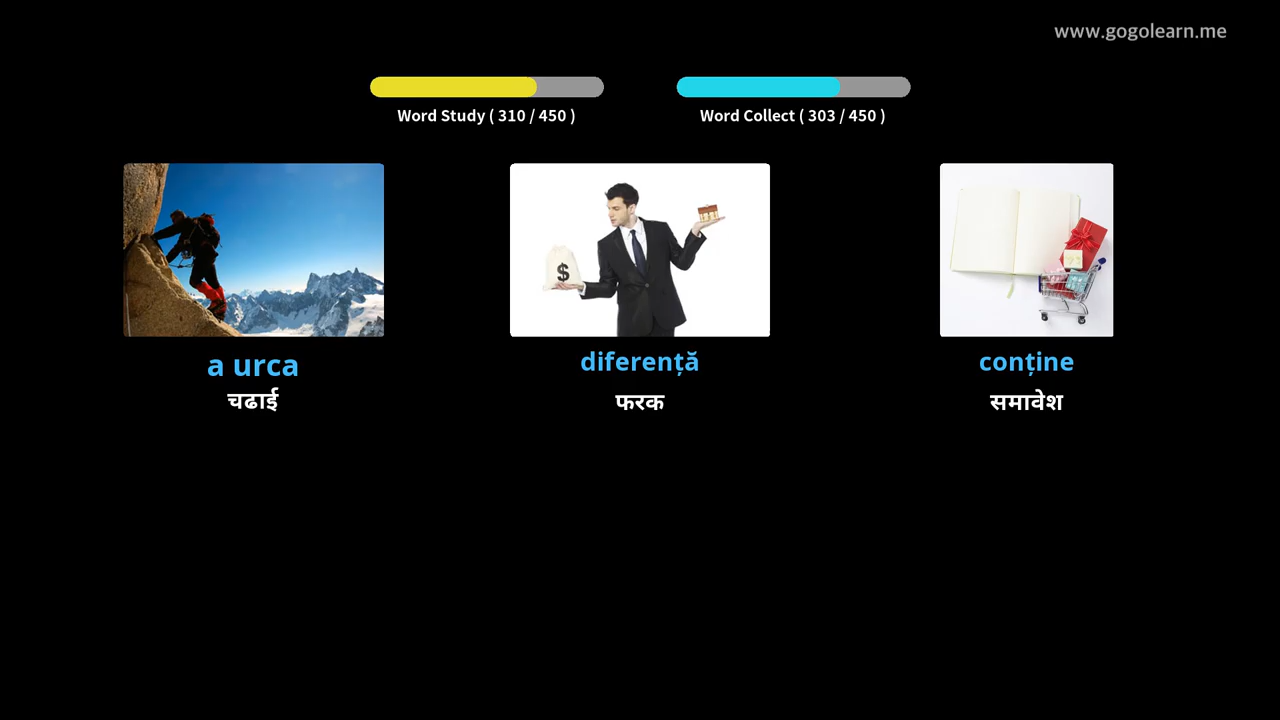 www.gogolearn.me
Word Study ( 310 / 450 )
Word Collect ( 303 / 450 )
a urca
diferență
conține
चढाई
फरक
समावेश
$